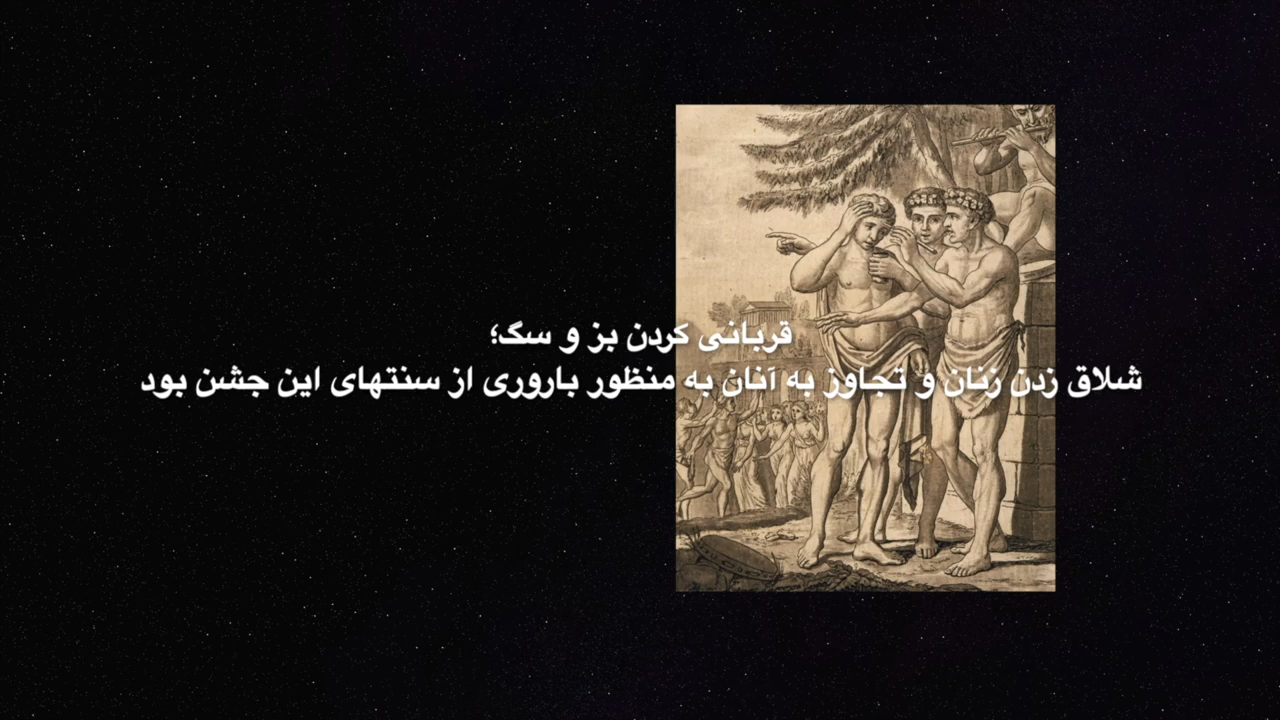 قربانی کردن بز و سگ؛
شلاق زدن زنان و تجاوز به آنان به منظور باروری از سنتهای این جشن بود